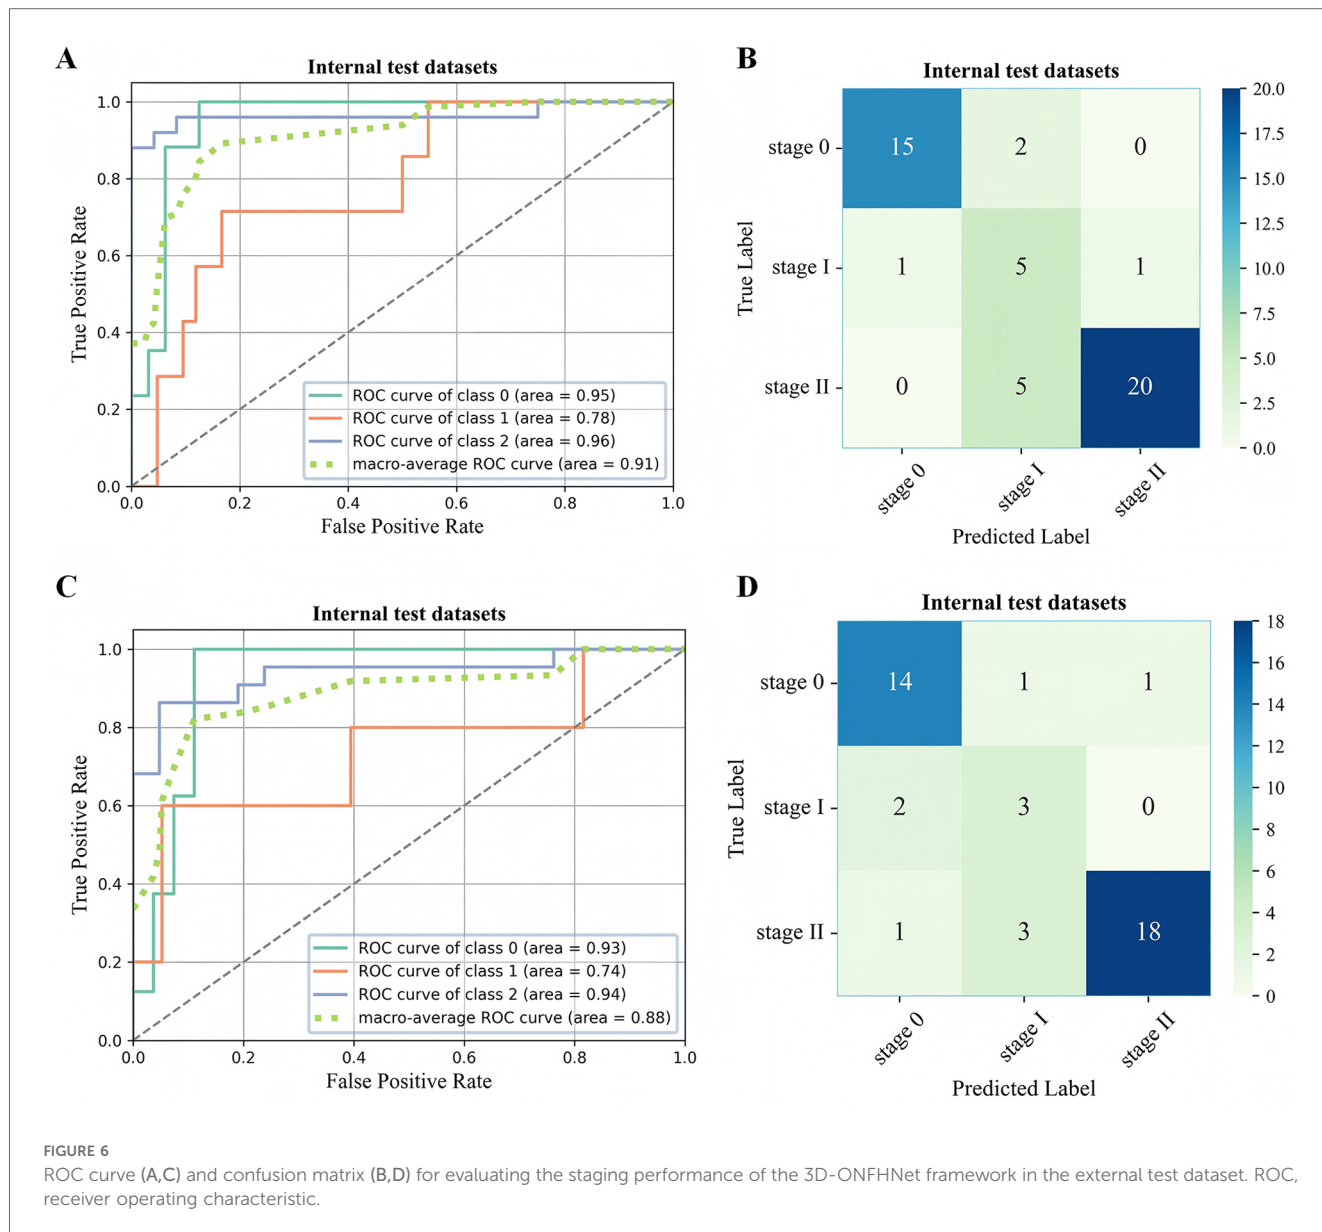 A
Internal test datasets
1.0
0.8
0.6
0.4
0.2
0.0
True Positive Rate
ROC curve of class 0 (area = 0.95)
ROC curve of class 1 (area = 0.78)
ROC curve of class 2 (area = 0.96)
macro-average ROC curve (area = 0.91)
0.0 0.2 0.4 0.6 0.8 1.0
False Positive Rate
B
Internal test datasets
True Label
stage 0 15 2 0
stage I 1 5 1
stage II 0 5 20
stage 0 stage I stage II
Predicted Label
20.0
17.5
15.0
12.5
10.0
7.5
5.0
2.5
0.0
C
Internal test datasets
1.0
0.8
0.6
0.4
0.2
0.0
True Positive Rate
ROC curve of class 0 (area = 0.93)
ROC curve of class 1 (area = 0.74)
ROC curve of class 2 (area = 0.94)
macro-average ROC curve (area = 0.88)
0.0 0.2 0.4 0.6 0.8 1.0
False Positive Rate
D
Internal test datasets
True Label
stage 0 14 1 1
stage I 2 3 0
stage II 1 3 18
stage 0 stage I stage II
Predicted Label
18
16
14
12
10
8
6
4
2
0
FIGURE 6
ROC curve (A,C) and confusion matrix (B,D) for evaluating the staging performance of the 3D-ONFHNet framework in the external test dataset. ROC,
receiver operating characteristic.